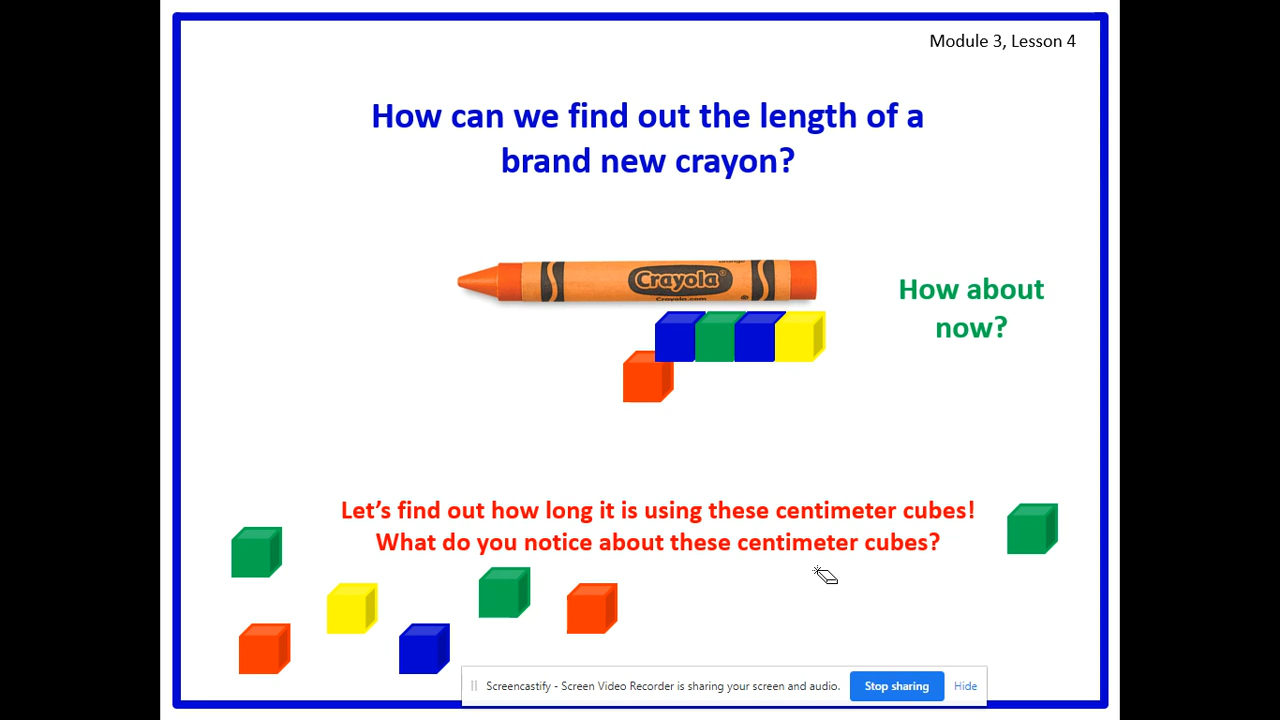 Module 3, Lesson 4
How can we find out the length of a
brand new crayon?
Crayola
Crayola.com
How about
now?
Let's find out how long it is using these centimeter cubes!
What do you notice about these centimeter cubes?
Screencastify - Screen Video Recorder is sharing your screen and audio.
Stop sharing
Hide